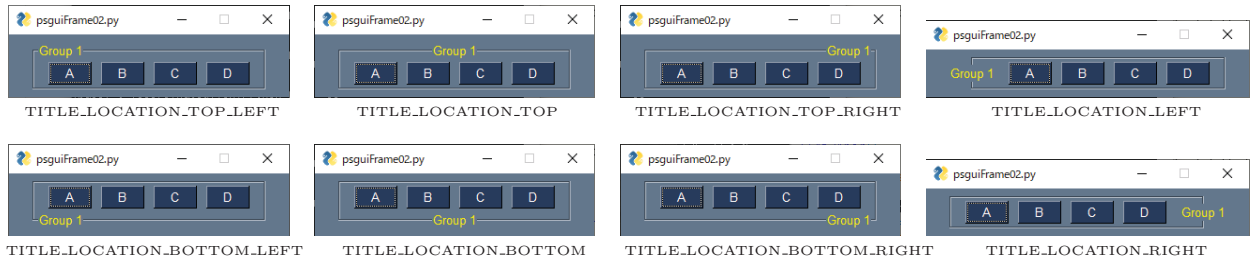 psguiFrame02.py
Group 1
A B C D
TITLE_LOCATION_TOP_LEFT
psguiFrame02.py
Group 1
A B C D
TITLE_LOCATION_TOP
psguiFrame02.py
Group 1
A B C D
TITLE_LOCATION_TOP_RIGHT
psguiFrame02.py
Group 1 A B C D
TITLE_LOCATION_LEFT
psguiFrame02.py
A B C D
Group 1
TITLE_LOCATION_BOTTOM_LEFT
psguiFrame02.py
A B C D
Group 1
TITLE_LOCATION_BOTTOM
psguiFrame02.py
A B C D
Group 1
TITLE_LOCATION_BOTTOM_RIGHT
psguiFrame02.py
A B C D Group 1
TITLE_LOCATION_RIGHT